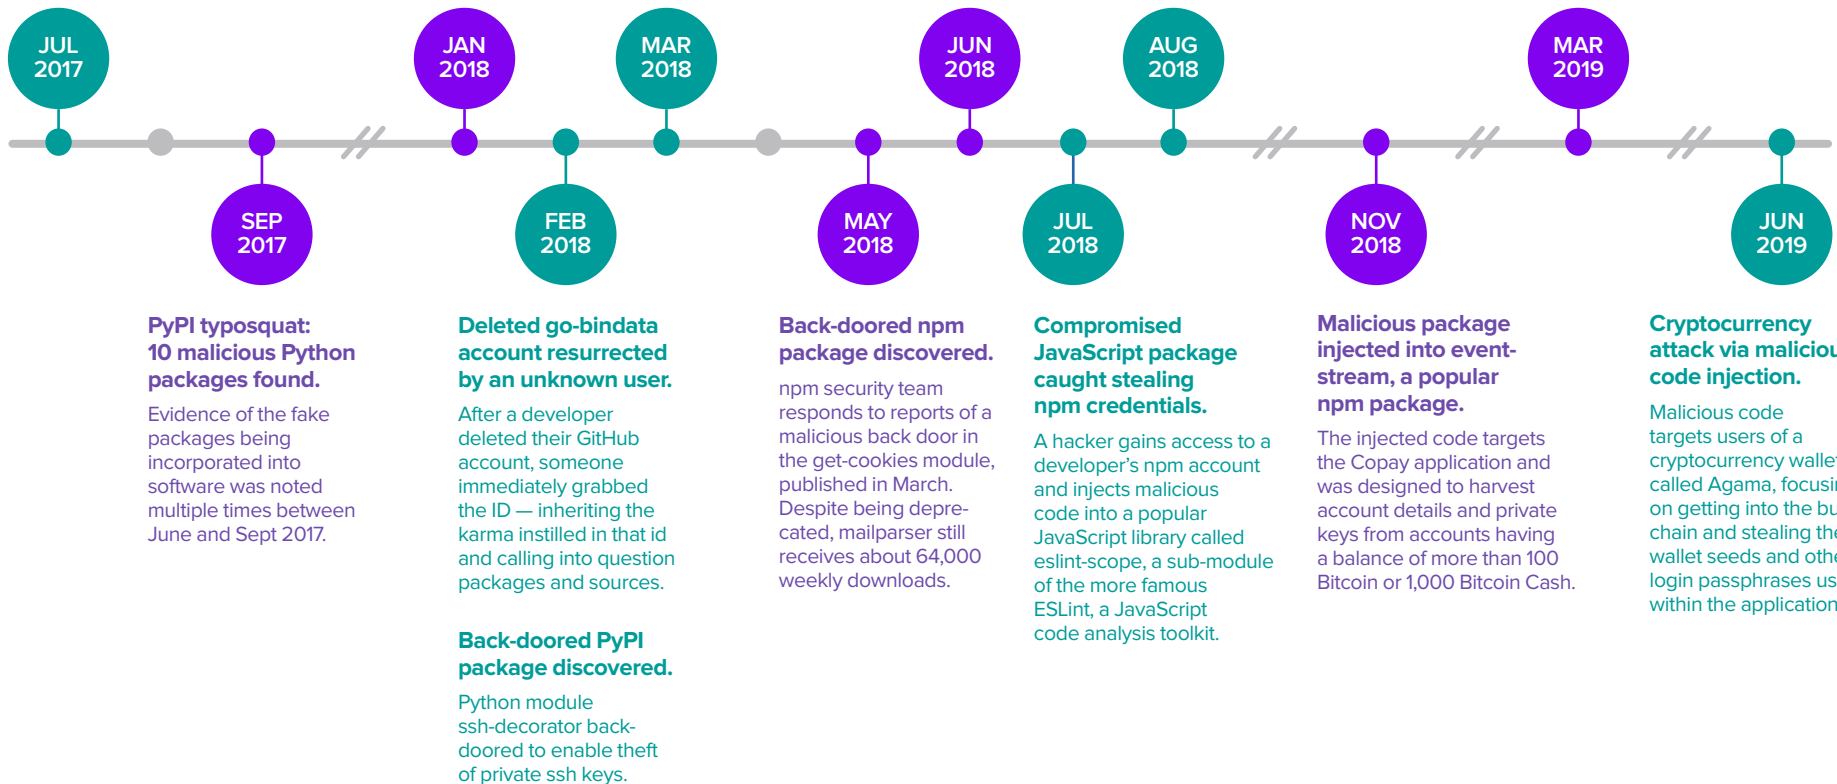 JUL
2017
JAN
2018
MAR
2018
JUN
2018
AUG
2018
MAR
2019
SEP
2017
FEB
2018
MAY
2018
JUL
2018
NOV
2018
JUN
2019
PyPI typosquat:
10 malicious Python
packages found.
Evidence of the fake
packages being
incorporated into
software was noted
multiple times between
June and Sept 2017.
Deleted go-bindata
account resurrected
by an unknown user.
After a developer
deleted their GitHub
account, someone
immediately grabbed
the ID — inheriting the
karma instilled in that id
and calling into question
packages and sources.
Back-doored PyPI
package discovered.
Python module
ssh-decorator back-
doored to enable theft
of private ssh keys.
Back-doored npm
package discovered.
npm security team
responds to reports of a
malicious back door in
the get-cookies module,
published in March.
Despite being depre-
cated, mailparser still
receives about 64,000
weekly downloads.
Compromised
JavaScript package
caught stealing
npm credentials.
A hacker gains access to a
developer’s npm account
and injects malicious
code into a popular
JavaScript library called
eslint-scope, a sub-module
of the more famous
ESLint, a JavaScript
code analysis toolkit.
Malicious package
injected into event-
stream, a popular
npm package.
The injected code targets
the Copay application and
was designed to harvest
account details and private
keys from accounts having
a balance of more than 100
Bitcoin or 1,000 Bitcoin Cash.
Cryptocurrency
attack via
code injection.
Malicious code
targets users of a
cryptocurrency
called Agama,
on getting into the
chain and stealing
wallet seeds and
login passphrases
within the application